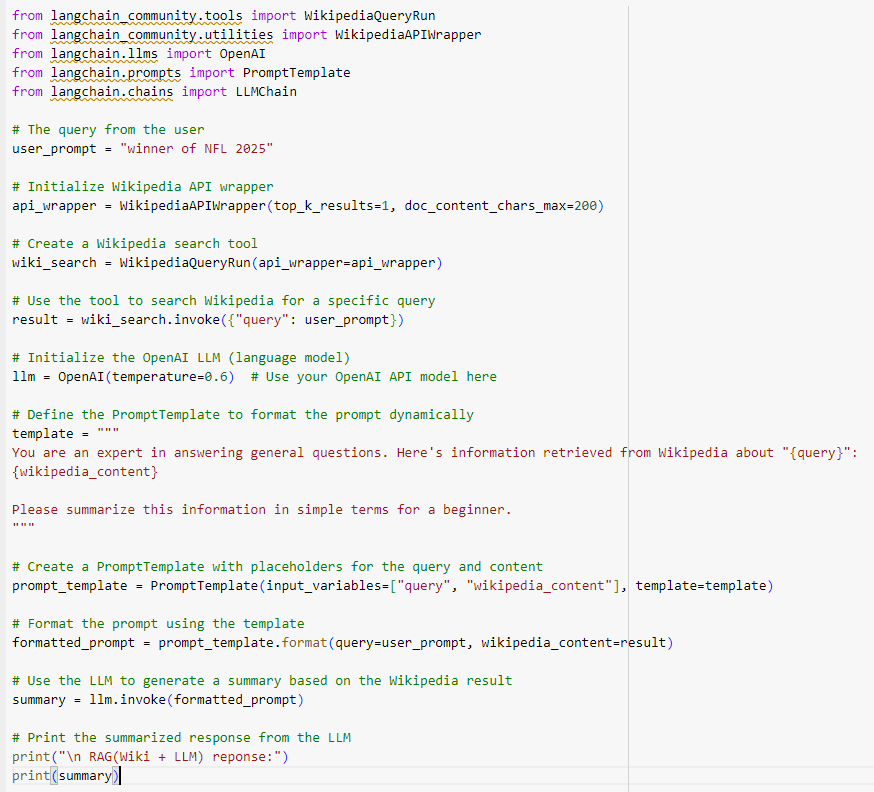 from langchain_community.tools import WikipediaQueryRun
from langchain_community.utilities import WikipediaAPIWrapper
from langchain.llms import OpenAI
from langchain.prompts import PromptTemplate
from langchain.chains import LLMChain

# The query from the user
user_prompt = "winner of NFL 2025"

# Initialize Wikipedia API wrapper
api_wrapper = WikipediaAPIWrapper(top_k_results=1, doc_content_chars_max=200)

# Create a Wikipedia search tool
wiki_search = WikipediaQueryRun(api_wrapper=api_wrapper)

# Use the tool to search Wikipedia for a specific query
result = wiki_search.invoke({"query": user_prompt})

# Initialize the OpenAI LLM (language model)
llm = OpenAI(temperature=0.6)  # Use your OpenAI API model here

# Define the PromptTemplate to format the prompt dynamically
template = """
You are an expert in answering general questions. Here's information retrieved from Wikipedia about "{query}":
{wikipedia_content}

Please summarize this information in simple terms for a beginner.
"""

# Create a PromptTemplate with placeholders for the query and content
prompt_template = PromptTemplate(input_variables=["query", "wikipedia_content"], template=template)

# Format the prompt using the template
formatted_prompt = prompt_template.format(query=user_prompt, wikipedia_content=result)

# Use the LLM to generate a summary based on the Wikipedia result
summary = llm.invoke(formatted_prompt)

# Print the summarized response from the LLM
print("\n RAG(Wiki + LLM) reponse:")
print(summary)